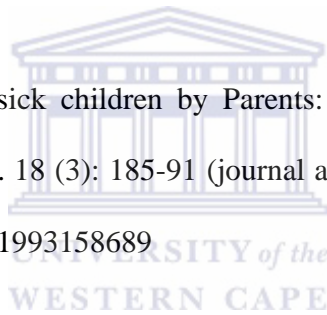 sick children by Parents:
. 18 (3): 185-91 (journal a
1993158689
UNIVERSITY of the
WESTERN CAPE